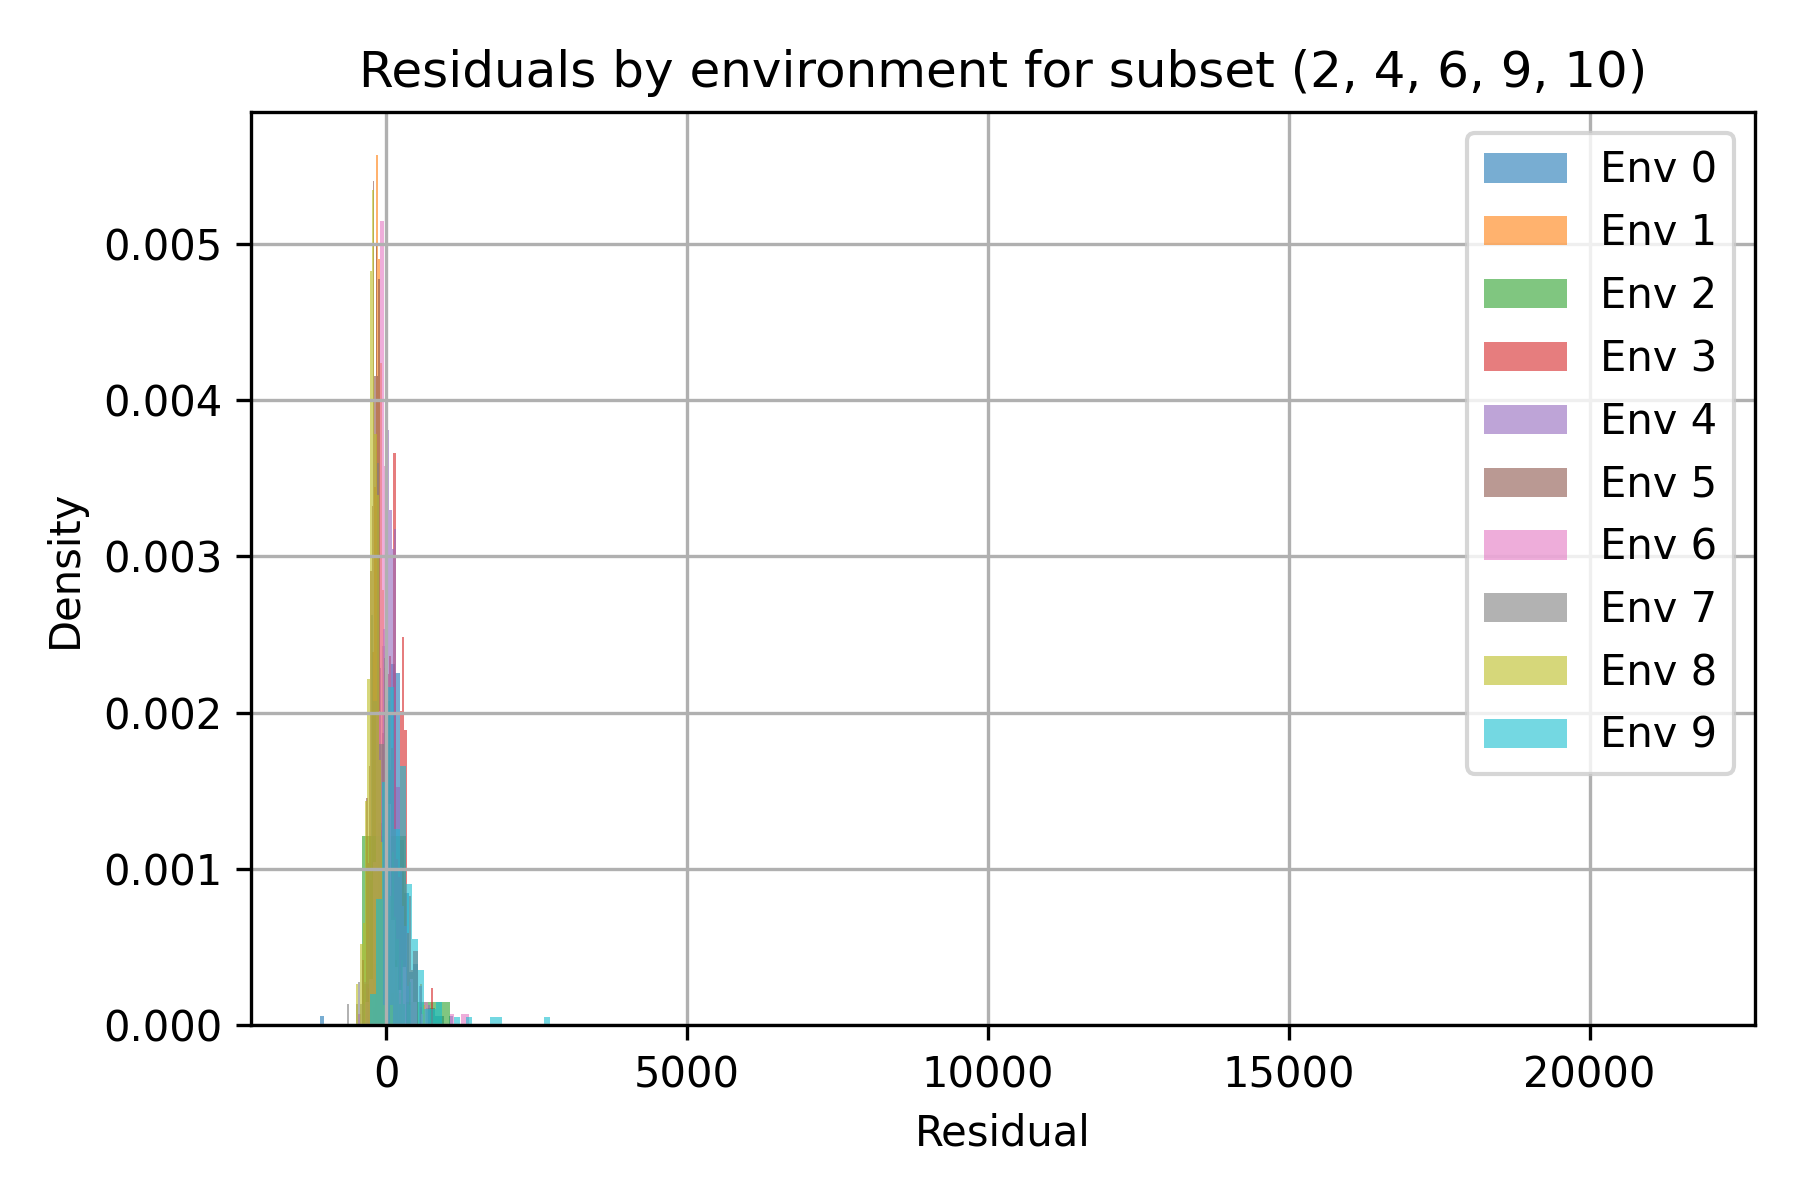 Residuals by environment for subset (2, 4, 6, 9, 10)
Density
0.005
0.004
0.003
0.002
0.001
0.000
0
5000
10000
15000
20000
Residual
Env 0
Env 1
Env 2
Env 3
Env 4
Env 5
Env 6
Env 7
Env 8
Env 9